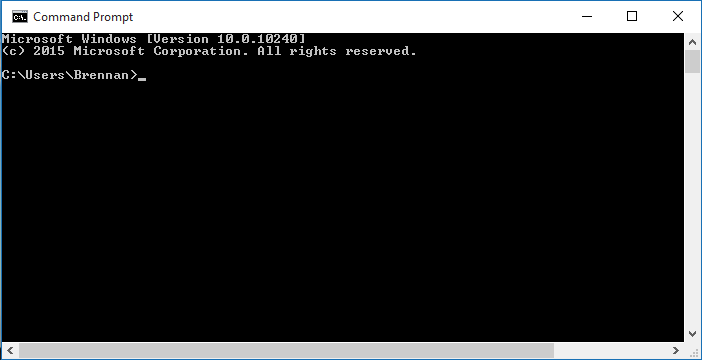 Command Prompt
Microsoft Windows [Version 10.0.10240]
(c) 2015 Microsoft Corporation. All rights reserved.
C:\Users\Brennan>_